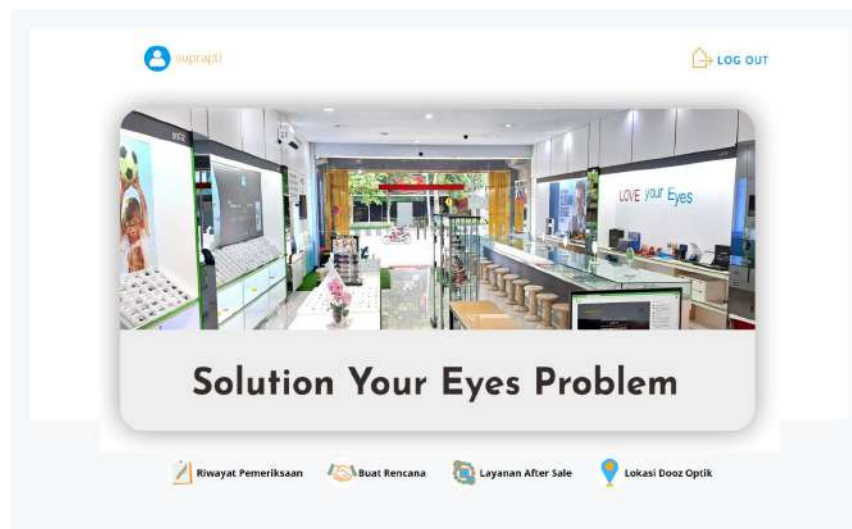 suprapti
LOG OUT
LOVE your Eyes
Solution Your Eyes Problem
Riwayat Pemeriksaan
Buat Rencana
Layanan After Sale
Lokasi Dooz Optik